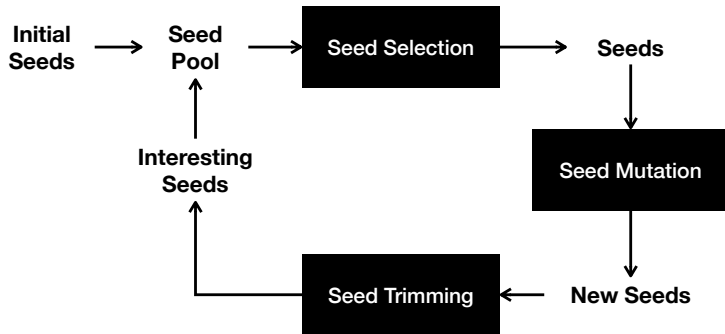 Initial
Seeds
Seed
Pool
Seed Selection
Seeds
Interesting
Seeds
Seed Mutation
Seed Trimming
New Seeds